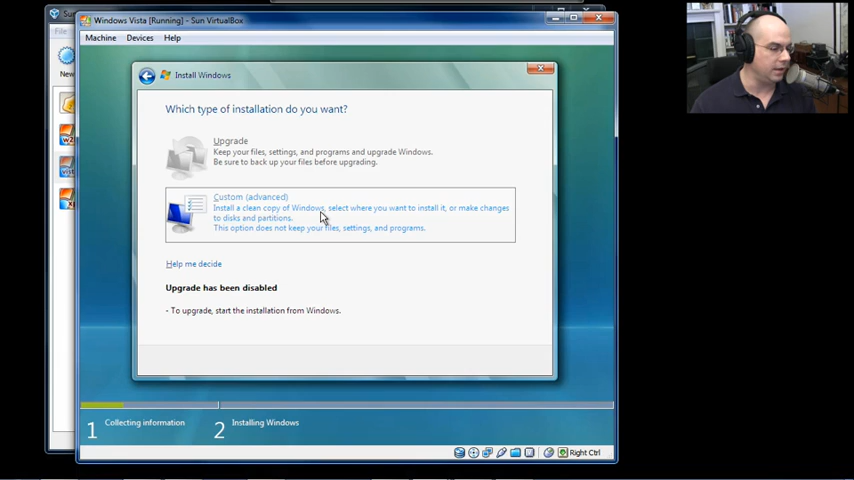 Windows Vista [Running] - Sun VirtualBox
Machine Devices Help
Install Windows
Which type of installation do you want?
Upgrade
Keep your files, settings, and programs and upgrade Windows.
Be sure to back up your files before upgrading.
Custom (advanced)
Install a clean copy of Windows, select where you want to install it, or make changes
to disks and partitions.
This option does not keep your files, settings, and programs.
Help me decide
Upgrade has been disabled
- To upgrade, start the installation from Windows.
1 Collecting information 2 Installing Windows
Right Ctrl